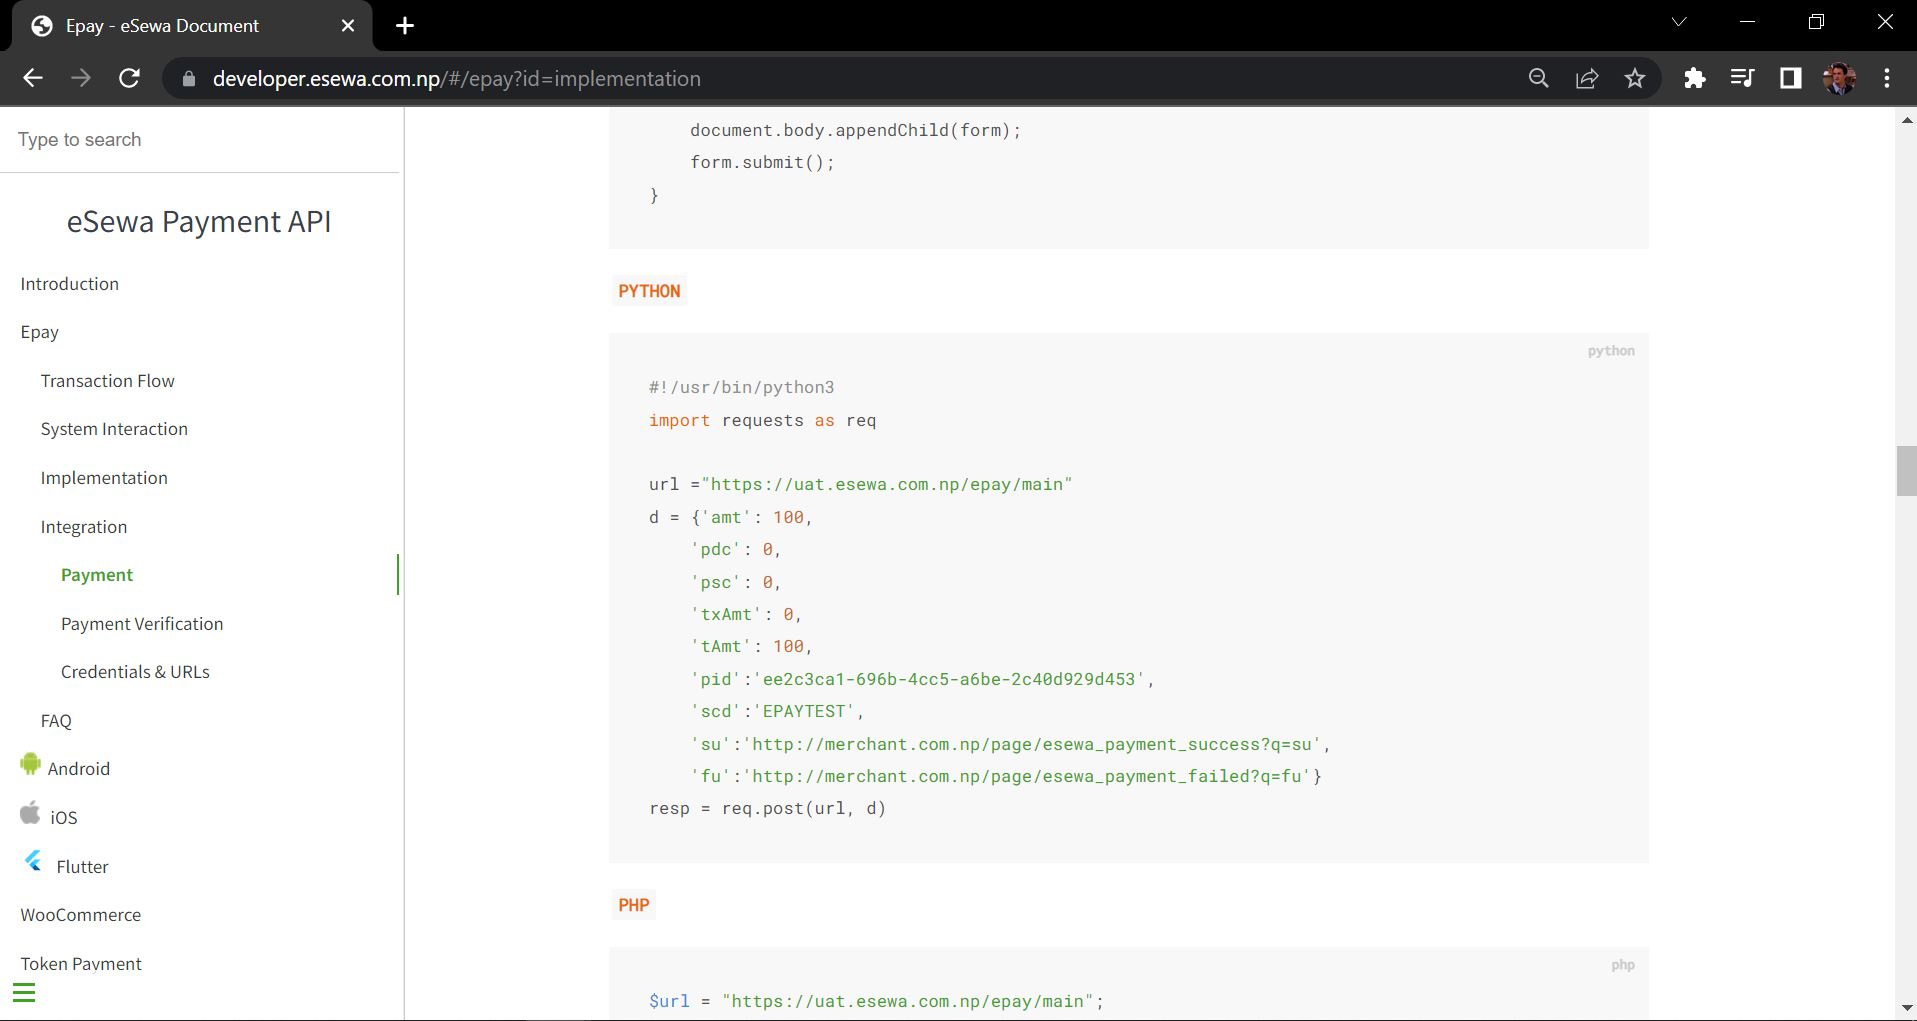 Epay - eSewa Document
developer.esewa.com.np/#/epay?id=implementation
Type to search
eSewa Payment API
Introduction
Epay
Transaction Flow
System Interaction
Implementation
Integration
Payment
Payment Verification
Credentials & URLs
FAQ
Android
iOS
Flutter
WooCommerce
Token Payment
document.body.appendChild(form);
form.submit();
}
PYTHON
python
#!/usr/bin/python3
import requests as req
url ="https://uat.esewa.com.np/epay/main"
d = {'amt': 100,
'pdc': 0,
'psc': 0,
'txAmt': 0,
'tAmt': 100,
'pid':'ee2c3ca1-696b-4cc5-a6be-2c40d929d453',
'scd':'EPAYTEST',
'su':'http://merchant.com.np/page/esewa_payment_success?q=su',
'fu':'http://merchant.com.np/page/esewa_payment_failed?q=fu'}
resp = req.post(url, d)
PHP
php
$url = "https://uat.esewa.com.np/epay/main";